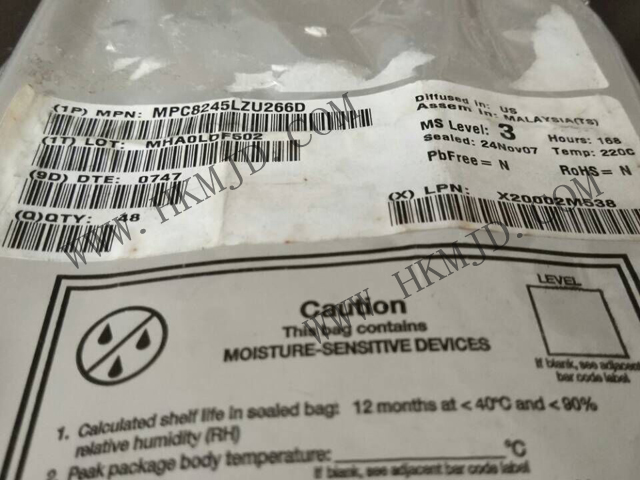 (1P) MPN: MPC8245LZU266D
(1T) LOT: MHA0LDF502
(9D) DTE: 0747
(Q)QTY: 48
Diffused In: US
Assem In: MALAYSIA(TS)
MS Level: 3 Hours: 168
Sealed: 24Nov07 Temp: 220C
PbFree= N RoHS= N
(X) LPN: X20002M538
WWW.HKMJD.COM
WWW.HKMJD.COM
Caution
This bag contains
MOISTURE-SENSITIVE DEVICES
LEVEL
If blank, see adjacent
bar code label
1. Calculated shelf life in sealed bag: 12 months at < 40°C and < 90%
relative humidity (RH)
2. Peak package body temperature: °C
If blank, see adjacent bar code label